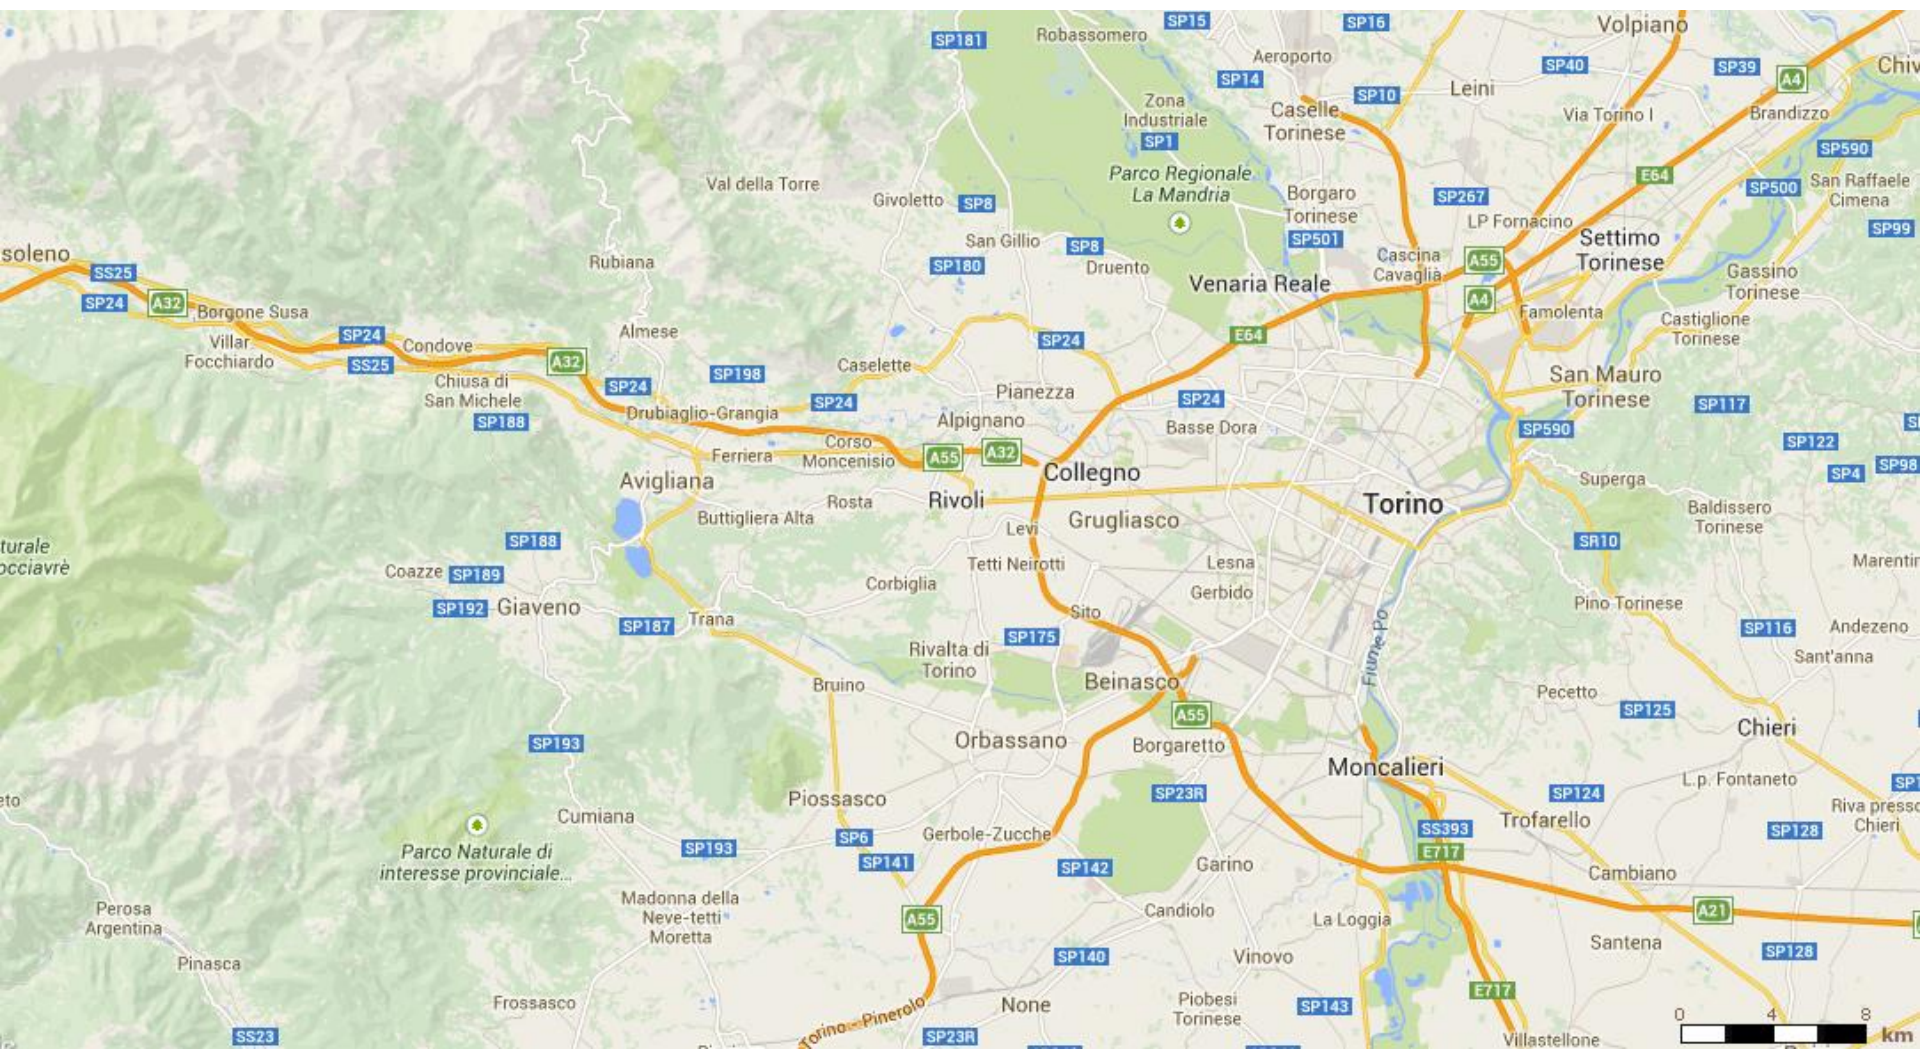 SP15
SP16
Volpiano
SP181
Robassomero
Aeroporto
SP40
SP39
A4
SP14
Leini
SP10
Zona
Industriale
Caselle
Torinese
Via Torino I
Brandizzo
SP1
SP590
Parco Regionale
La Mandria
E64
Val della Torre
Givoletto
SP8
Borgaro
Torinese
SP267
SP500
San Raffaele
Cimena
LP Fornacino
SP99
San Gillio
SP8
SP501
Settimo
Torinese
soleno
SS25
Rubiana
SP180
Druento
Cascina
Cavaglià
A55
Gassino
Torinese
Venaria Reale
A4
SP24
A32
Borgone Susa
Famolenta
Castiglione
Torinese
Almese
SP24
Condove
SP24
E64
Villar
Focchiardo
SS25
A32
Caselette
SP198
Chiusa di
San Michele
SP24
Pianezza
SP24
San Mauro
Torinese
SP117
SP188
Drubiaglio-Grangia
SP24
Alpignano
Basse Dora
SP590
SP122
Ferriera
Corso
Moncenisio
A55
A32
Collegno
SP4
SP98
Avigliana
Superga
Rosta
Rivoli
Torino
Buttigliera Alta
Levi
Grugliasco
Baldissero
Torinese
SP188
SR10
turale
occiavrè
Coazze
SP189
Tetti Neirotti
Lesna
Corbiglia
Gerbido
SP192
Giaveno
Sito
Pino Torinese
SP187
Trana
SP175
Fiume Po
SP116
Andezeno
Rivalta di
Torino
Sant'anna
Bruino
Beinasco
Pecetto
SP125
A55
SP193
Orbassano
Borgaretto
Chieri
Moncalieri
L.p. Fontaneto
Piossasco
SP23R
SP124
Riva presso
Chieri
Cumiana
Trofarello
SP6
Gerbole-Zucche
SS393
SP128
SP193
Parco Naturale di
interesse provinciale...
SP141
SP142
Garino
E717
Cambiano
Madonna della
Neve-tetti
Moretta
A55
Candiolo
La Loggia
A21
Perosa
Argentina
Santena
SP128
Pinasca
SP140
Vinovo
Frossasco
None
Piobesi
Torinese
SP143
E717
Torino - Pinerolo
SS23
SP23R
Villastellone
0 4 8
km